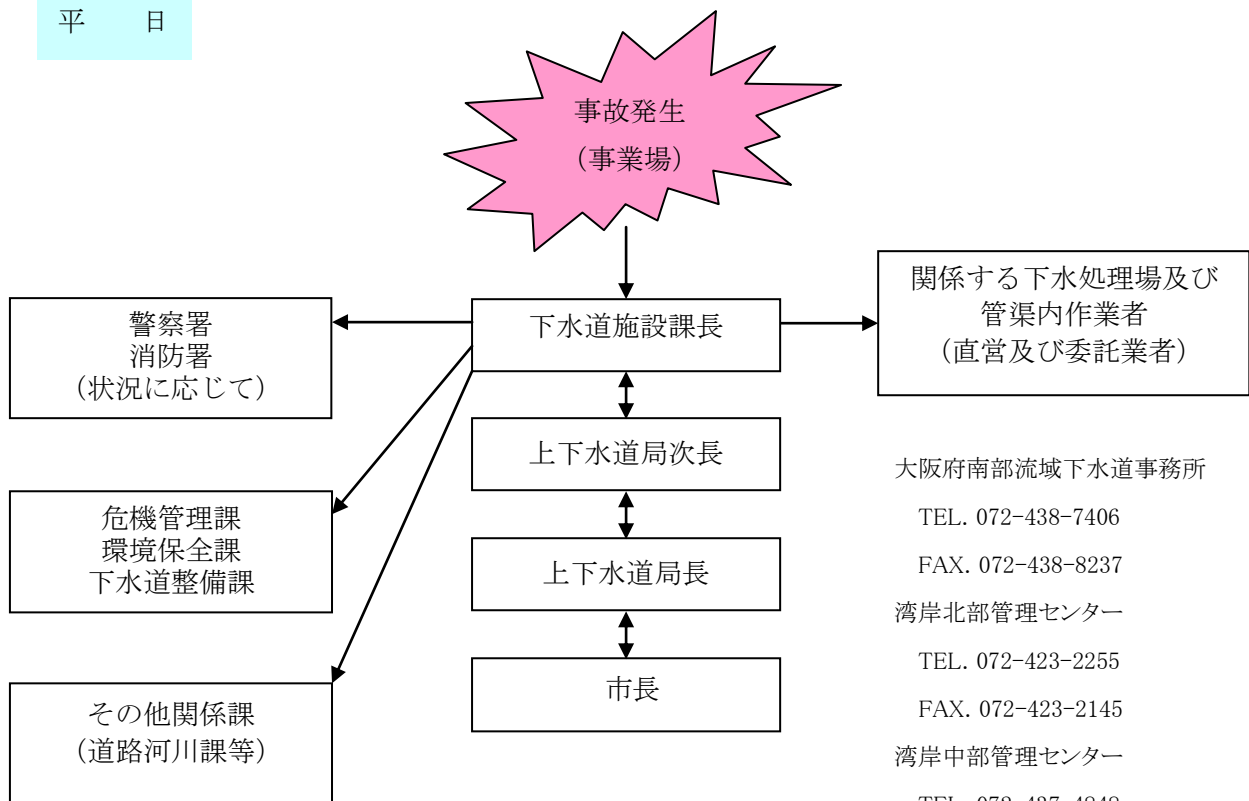 平　　日
事故発生
（事業場）
関係する下水処理場及び
管渠内作業者
（直営及び委託業者）
警察署
消防署
（状況に応じて）
下水道施設課長
上下水道局次長
大阪府南部流域下水道事務所
TEL. 072-438-7406
FAX. 072-438-8237
危機管理課
環境保全課
下水道整備課
上下水道局長
湾岸北部管理センター
TEL. 072-423-2255
FAX. 072-423-2145
市長
その他関係課
（道路河川課等）
湾岸中部管理センター